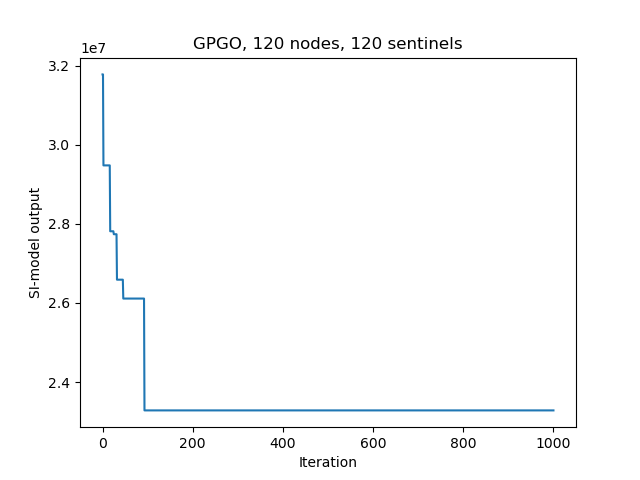 GPGO, 120 nodes, 120 sentinels
1e7
3.2
3.0
2.8
2.6
2.4
SI-model output
0 200 400 600 800 1000
Iteration